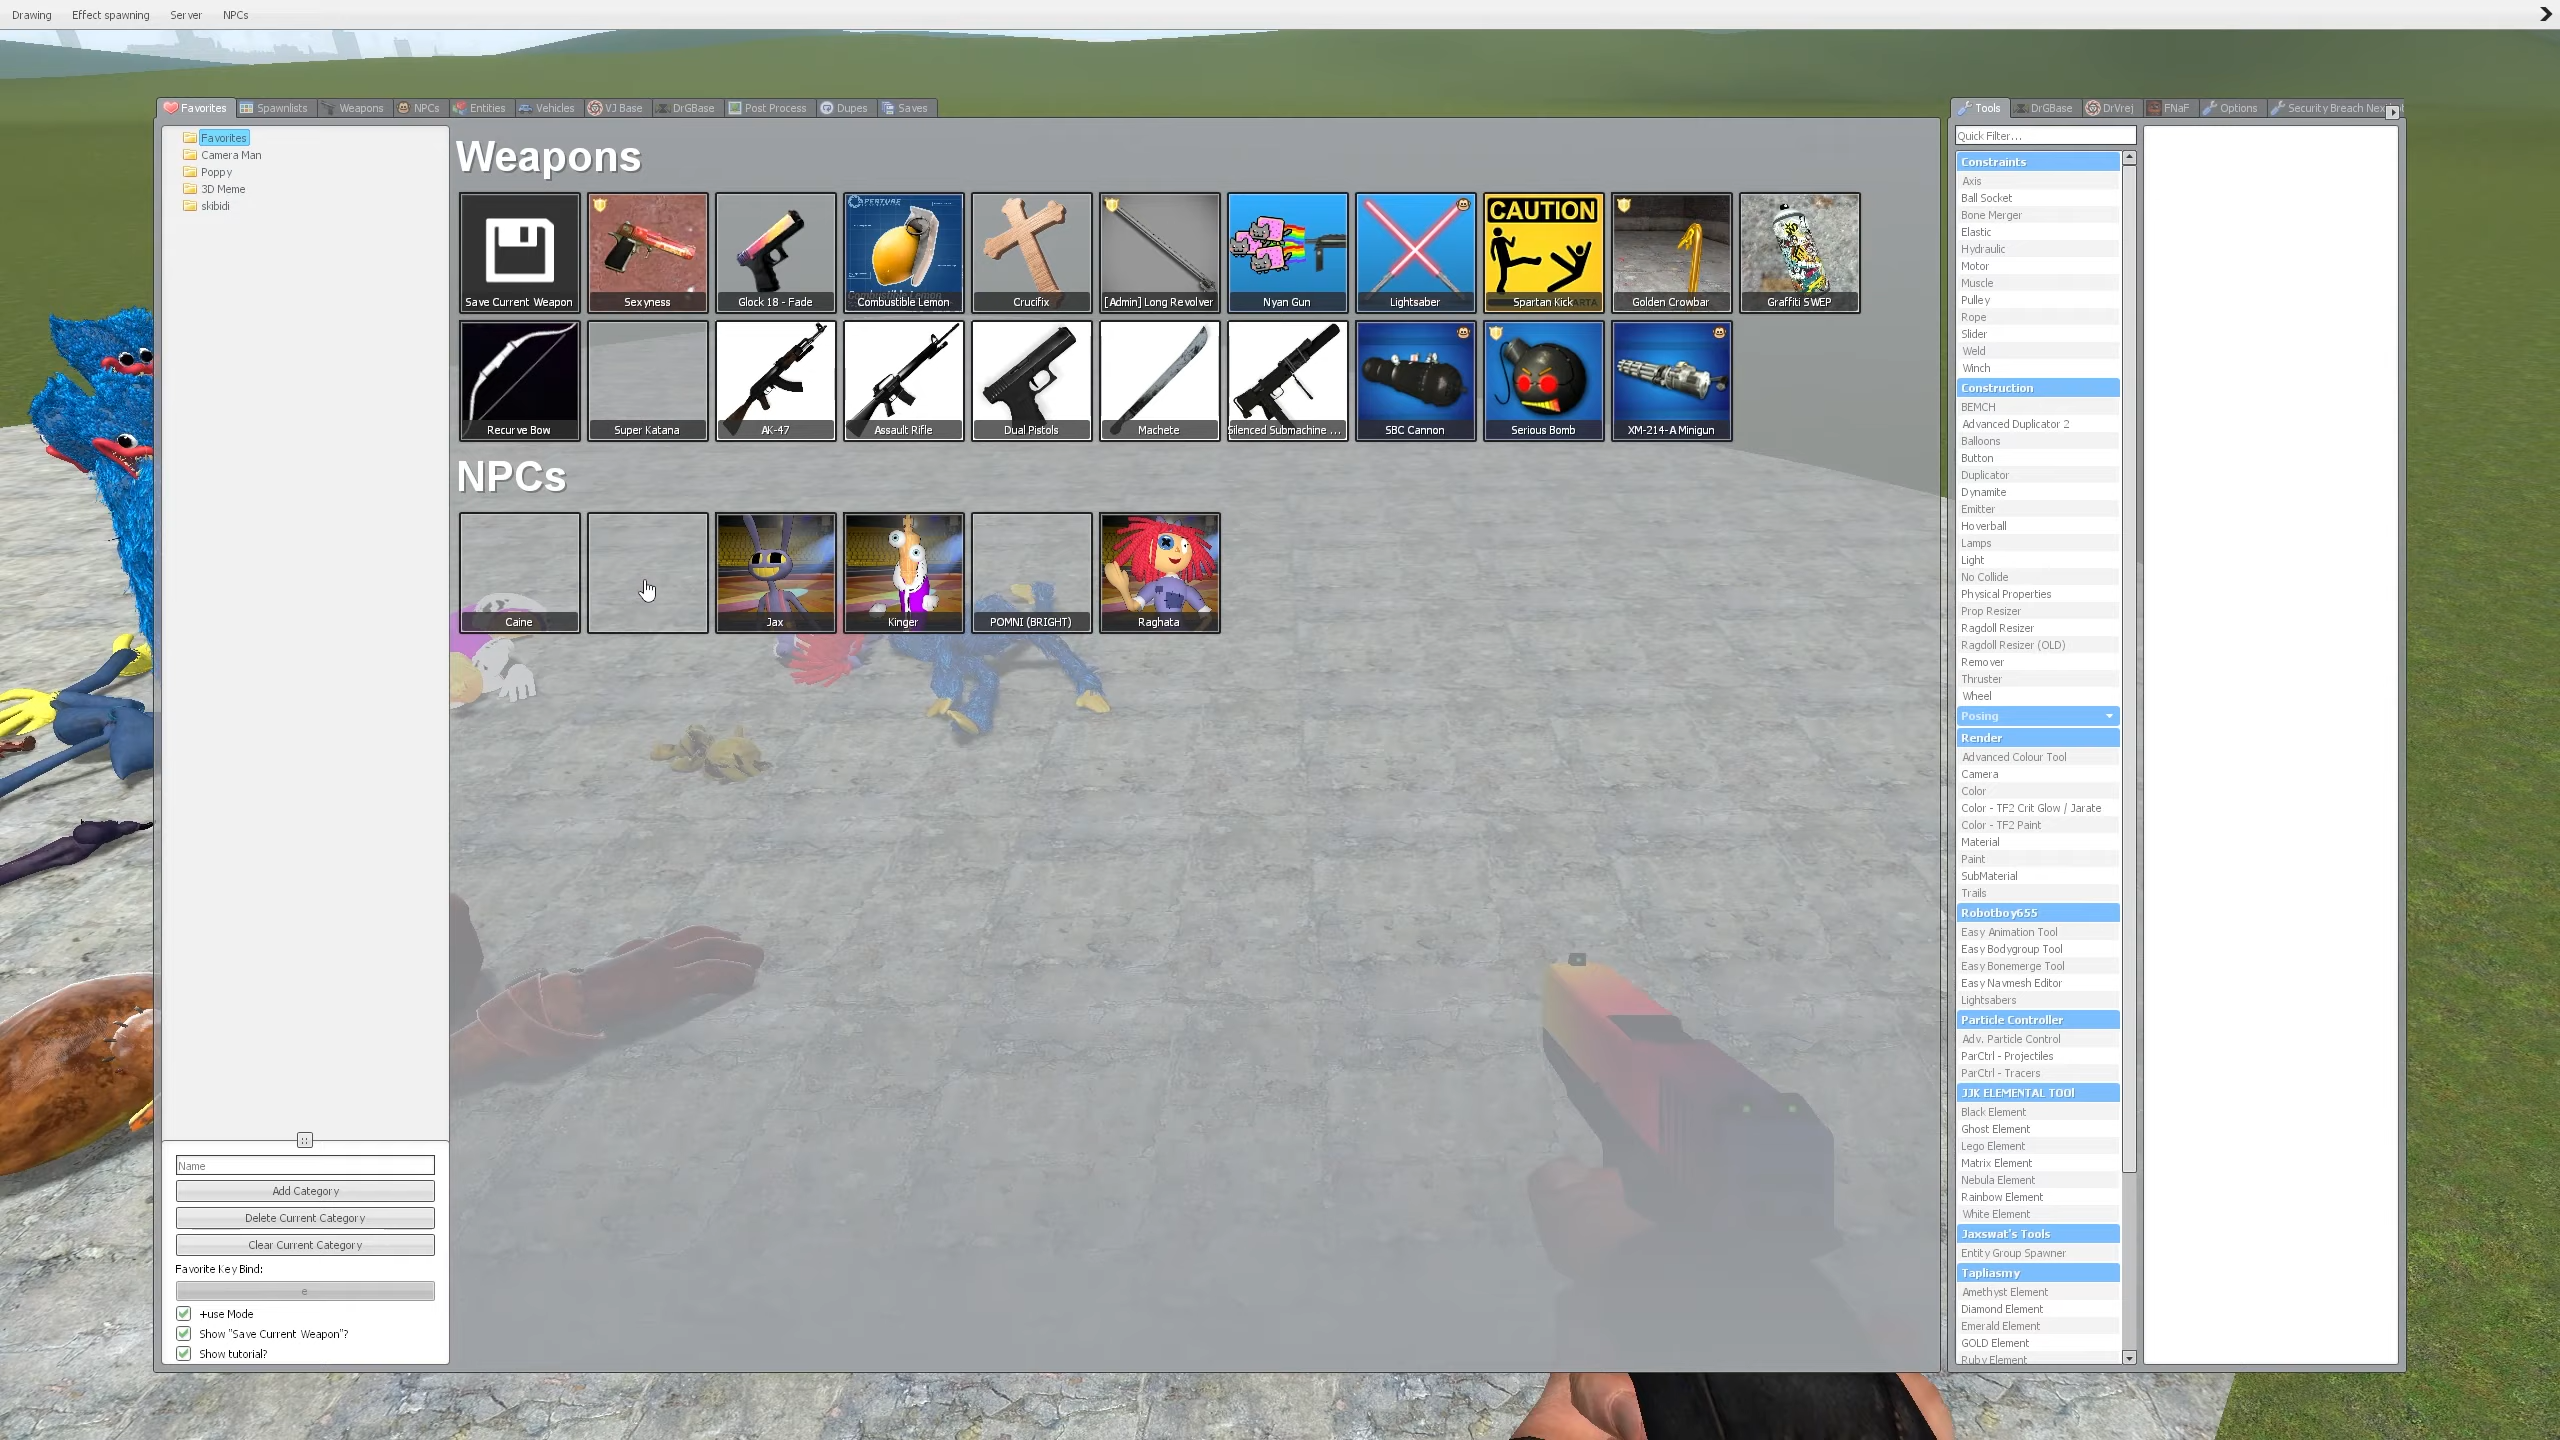 Drawing Effect spawning Server NPCs
Favorites Spawnlists Weapons NPCs Entities Vehicles VJ Base DrGBase Post Process Dupes Saves
Favorites
Camera Man
Poppy
3D Meme
skibidi
Name
Add Category
Delete Current Category
Clear Current Category
Favorite Key Bind:
e
+use Mode
Show "Save Current Weapon"?
Show tutorial?
Weapons
Save Current Weapon
Sexyness
Glock 18 - Fade
APERTURE
Combustible Lemon
Crucifix
[Admin] Long Revolver
Nyan Gun
Lightsaber
CAUTION
Spartan Kick
Golden Crowbar
Graffiti SWEP
Recurve Bow
Super Katana
AK-47
Assault Rifle
Dual Pistols
Machete
Silenced Submachine ...
SBC Cannon
Serious Bomb
XM-214-A Minigun
NPCs
Caine
Jax
Kinger
POMNI (BRIGHT)
Raghata
Tools DrGBase DrVrej FNaF Options Security Breach Nex
Quick Filter...
Constraints
Axis
Ball Socket
Bone Merger
Elastic
Hydraulic
Motor
Muscle
Pulley
Rope
Slider
Weld
Winch
Construction
BEMCH
Advanced Duplicator 2
Balloons
Button
Duplicator
Dynamite
Emitter
Hoverball
Lamps
Light
No Collide
Physical Properties
Prop Resizer
Ragdoll Resizer
Ragdoll Resizer (OLD)
Remover
Thruster
Wheel
Posing
Render
Advanced Colour Tool
Camera
Color
Color - TF2 Crit Glow / Jarate
Color - TF2 Paint
Material
Paint
SubMaterial
Trails
Robotboy655
Easy Animation Tool
Easy Bodygroup Tool
Easy Bonemerge Tool
Easy Navmesh Editor
Lightsabers
Particle Controller
Adv. Particle Control
ParCtrl - Projectiles
ParCtrl - Tracers
JJK ELEMENTAL TOOl
Black Element
Ghost Element
Lego Element
Matrix Element
Nebula Element
Rainbow Element
White Element
Jaxswat's Tools
Entity Group Spawner
Tapliasmy
Amethyst Element
Diamond Element
Emerald Element
GOLD Element
Ruby Element